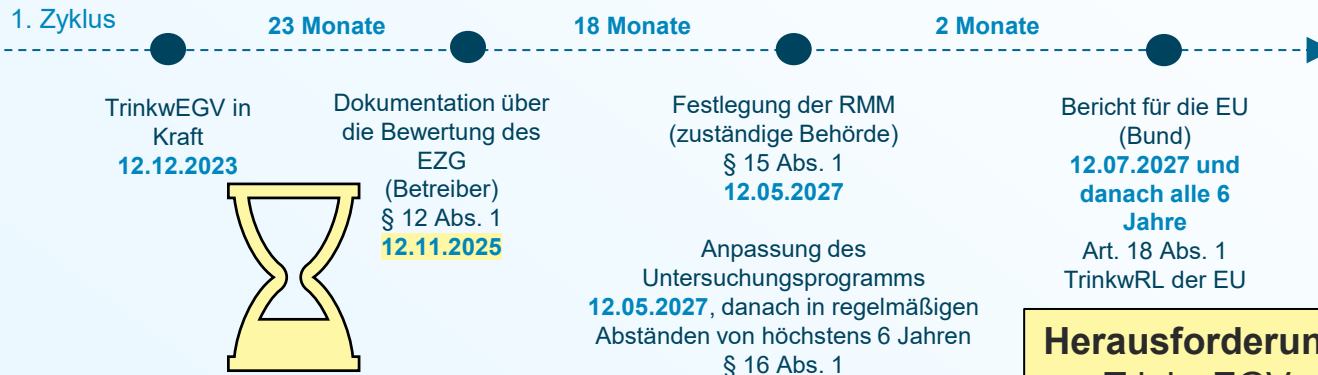 1. Zyklus
23 Monate
18 Monate
2 Monate
TrinkwEGV in
Kraft
12.12.2023
Dokumentation über
die Bewertung des
EZG
(Betreiber)
§ 12 Abs. 1
12.11.2025
Festlegung der RMM
(zuständige Behörde)
§ 15 Abs. 1
12.05.2027
Anpassung des
Untersuchungsprogramms
12.05.2027, danach in regelmäßigen
Abständen von höchstens 6 Jahren
§ 16 Abs. 1
Bericht für die EU
(Bund)
12.07.2027 und
danach alle 6
Jahre
Art. 18 Abs. 1
TrinkwRL der EU